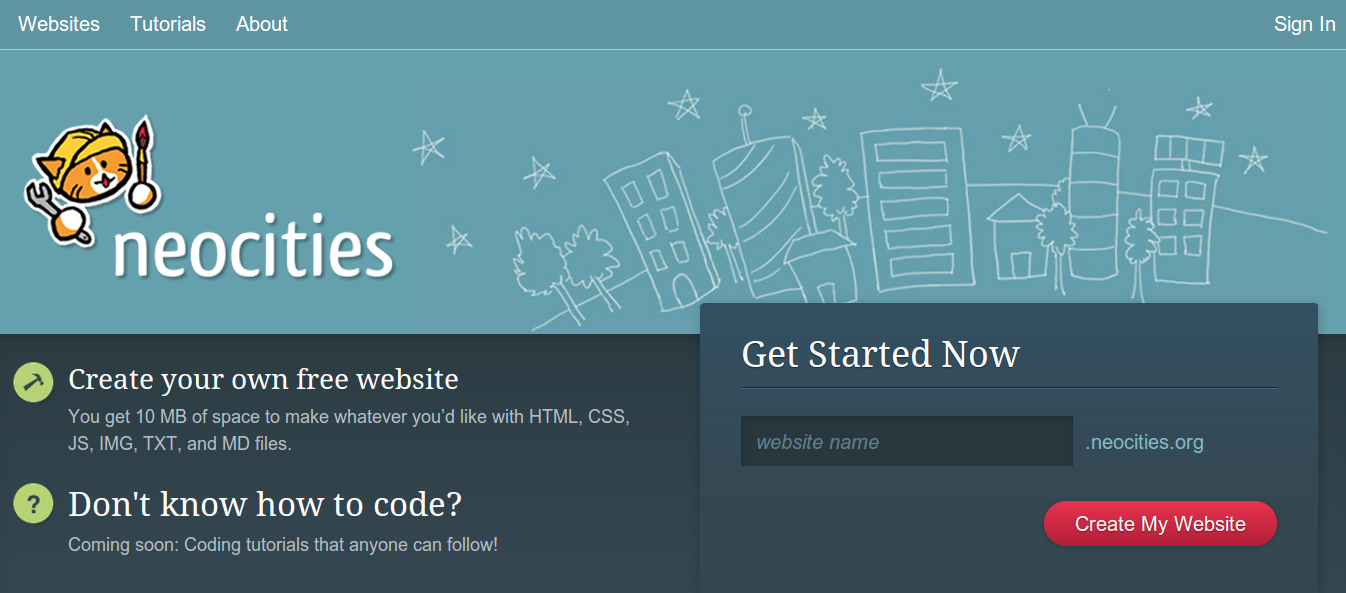 Websites Tutorials About Sign In
neocities
Create your own free website
You get 10 MB of space to make whatever you’d like with HTML, CSS,
JS, IMG, TXT, and MD files.
?
Don't know how to code?
Coming soon: Coding tutorials that anyone can follow!
Get Started Now
website name .neocities.org
Create My Website